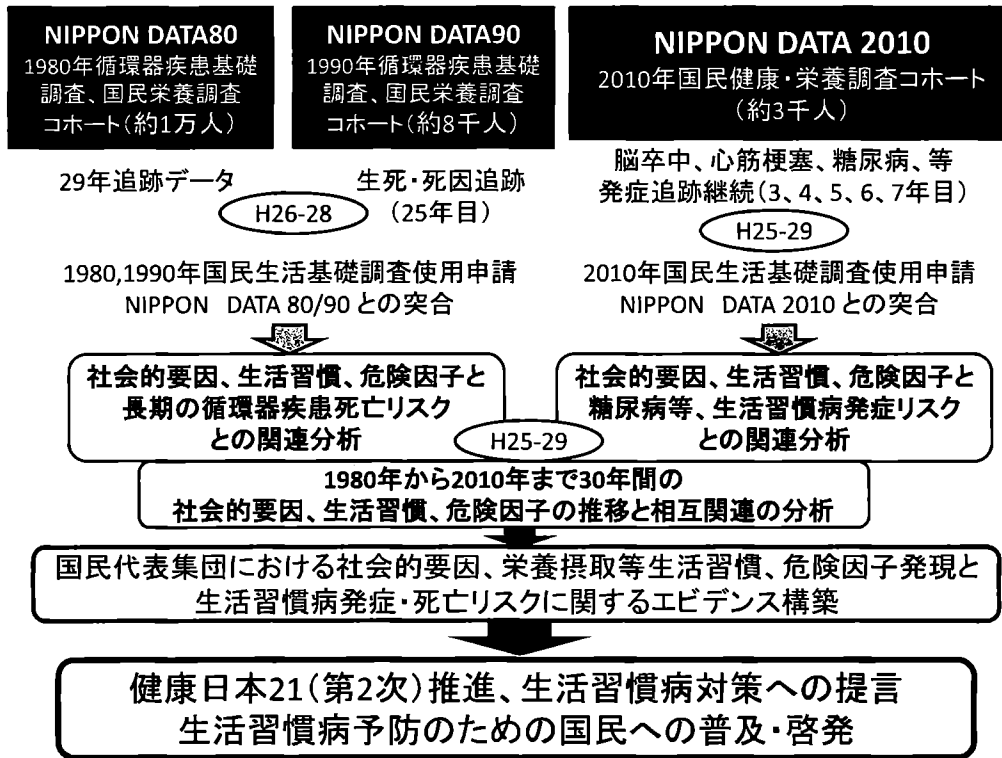 NIPPON DATA80
1980年循環器疾患基礎
調査、国民栄養調査
コホート(約1万人)
NIPPON DATA90
1990年循環器疾患基礎
調査、国民栄養調査
コホート(約8千人)
NIPPON DATA 2010
2010年国民健康・栄養調査コホート
(約3千人)
29年追跡データ
生死・死因追跡
(25年目)
H26-28
脳卒中、心筋梗塞、糖尿病、等
発症追跡継続(3、4、5、6、7年目)
H25-29
1980,1990年国民生活基礎調査使用申請
NIPPON DATA 80/90 との突合
2010年国民生活基礎調査使用申請
NIPPON DATA 2010 との突合
社会的要因、生活習慣、危険因子と
長期の循環器疾患死亡リスク
との関連分析
社会的要因、生活習慣、危険因子と
糖尿病等、生活習慣病発症リスク
との関連分析
H25-29
1980年から2010年まで30年間の
社会的要因、生活習慣、危険因子の推移と相互関連の分析
国民代表集団における社会的要因、栄養摂取等生活習慣、危険因子発現と
生活習慣病発症・死亡リスクに関するエビデンス構築
健康日本21(第2次)推進、生活習慣病対策への提言
生活習慣病予防のための国民への普及・啓発